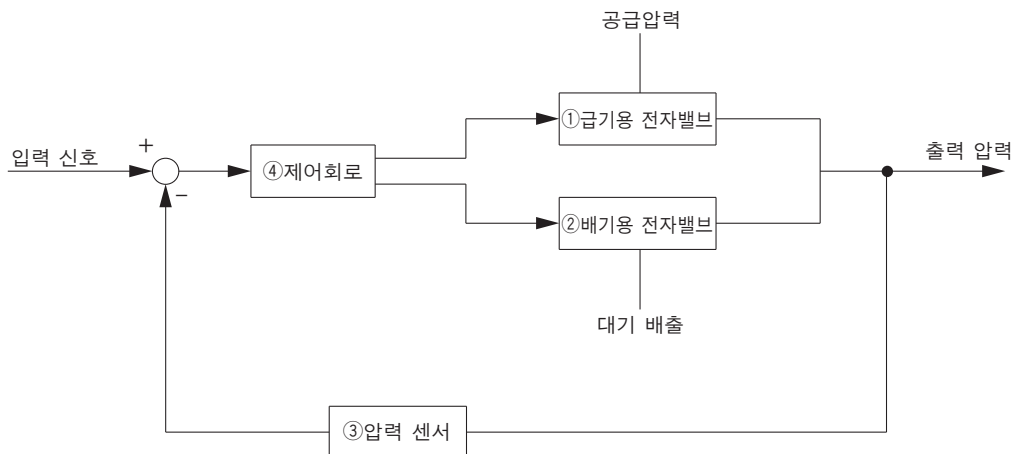 공급압력
①급기용 전자밸브
입력 신호
+
-
④제어회로
출력 압력
②배기용 전자밸브
대기 배출
③압력 센서